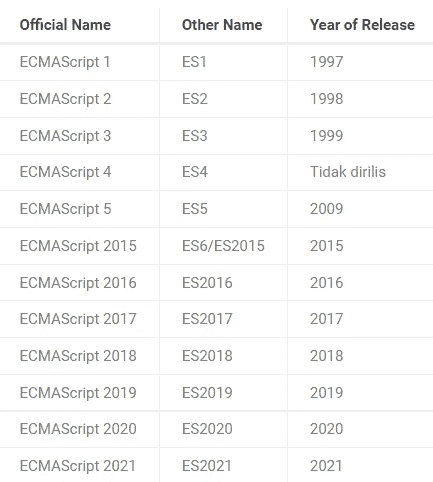 Official Name Other Name Year of Release
ECMAScript 1 ES1 1997
ECMAScript 2 ES2 1998
ECMAScript 3 ES3 1999
ECMAScript 4 ES4 Tidak dirilis
ECMAScript 5 ES5 2009
ECMAScript 2015 ES6/ES2015 2015
ECMAScript 2016 ES2016 2016
ECMAScript 2017 ES2017 2017
ECMAScript 2018 ES2018 2018
ECMAScript 2019 ES2019 2019
ECMAScript 2020 ES2020 2020
ECMAScript 2021 ES2021 2021